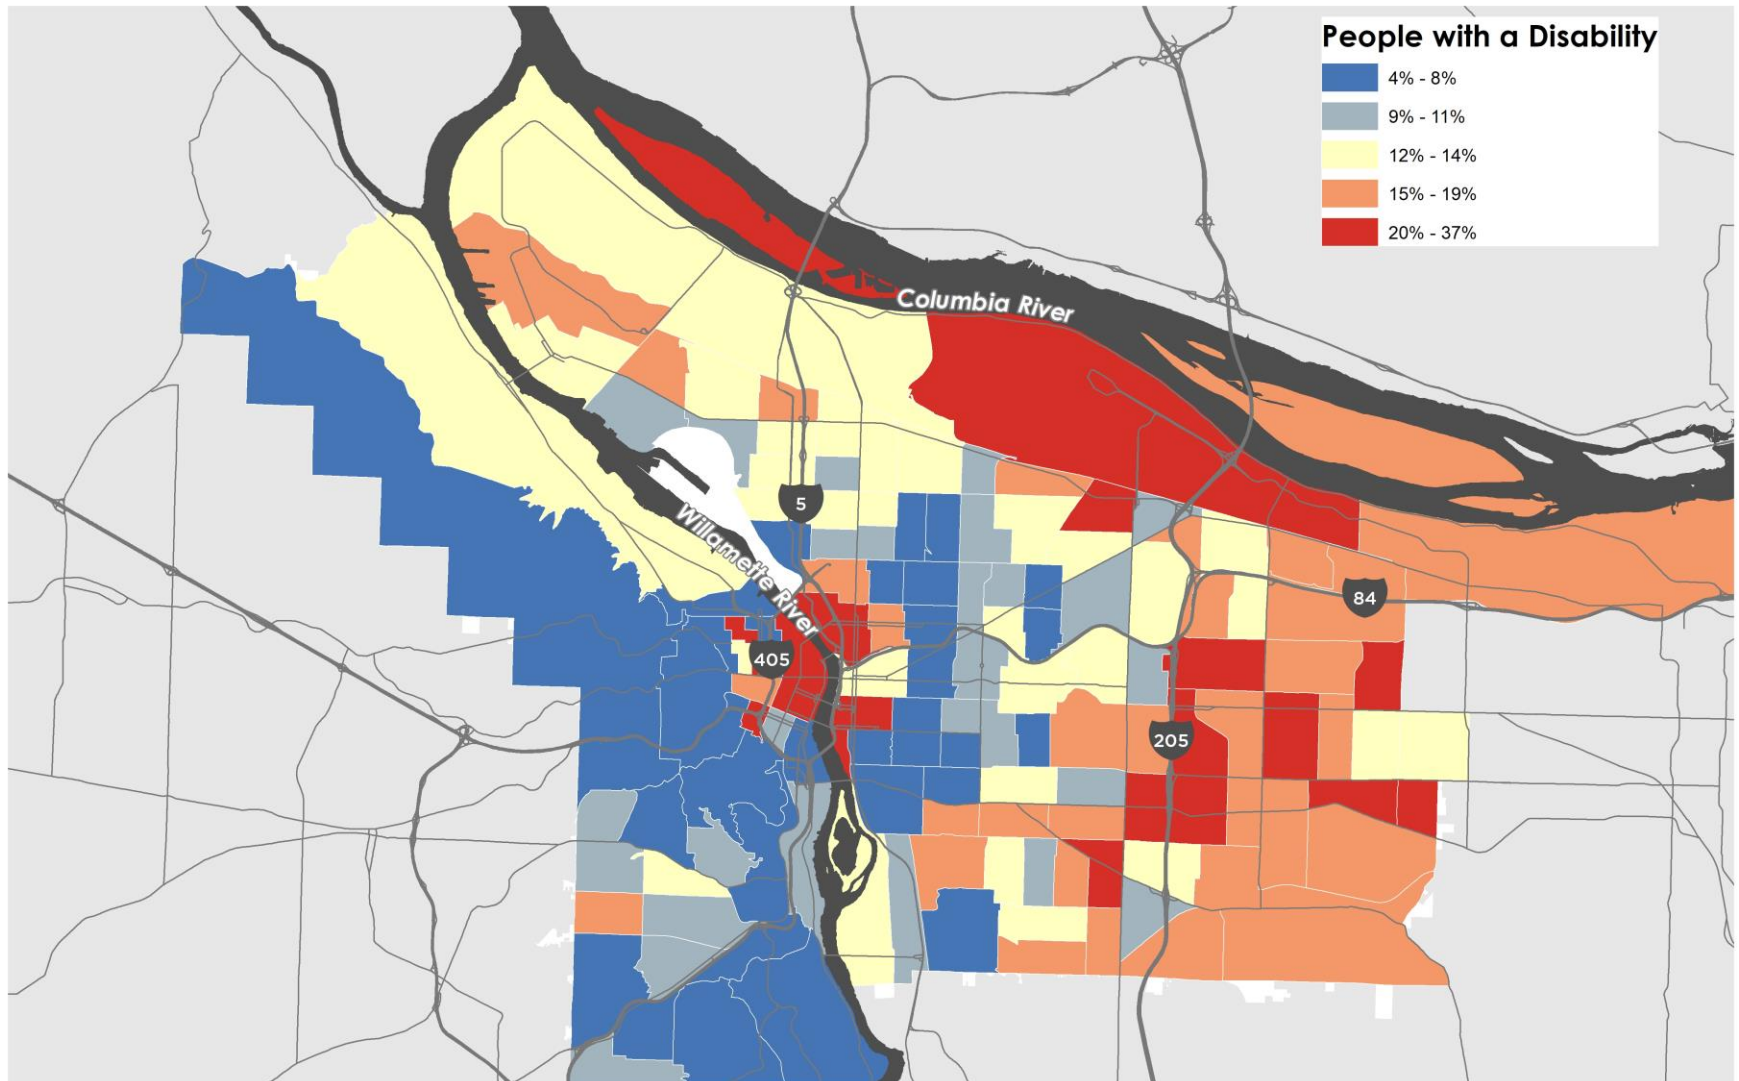 People with a Disability
4% - 8%
9% - 11%
12% - 14%
15% - 19%
20% - 37%
Columbia River
5
Willamette River
84
405
205